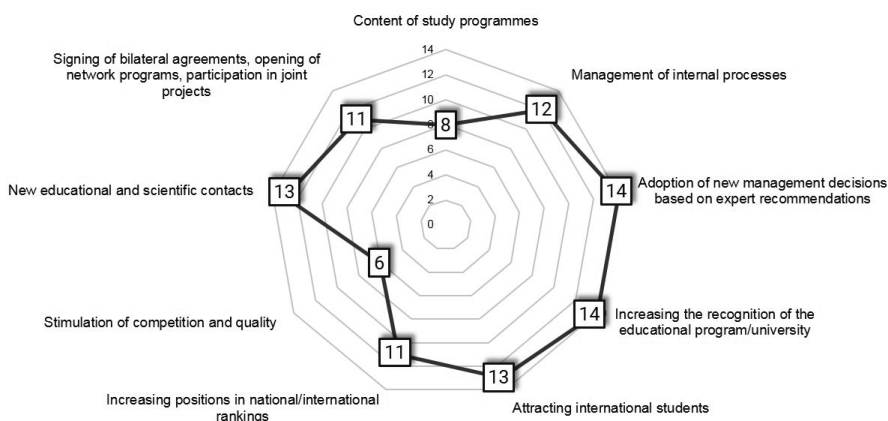 Content of study programmes
Signing of bilateral agreements, opening of
network programs, participation in joint
projects
Management of internal processes
14
12
10
8
6
4
2
0
8
12
14
14
13
11
6
13
11
New educational and scientific contacts
Adoption of new management decisions
based on expert recommendations
Stimulation of competition and quality
Increasing the recognition of the
educational program/university
Increasing positions in national/international
rankings
Attracting international students